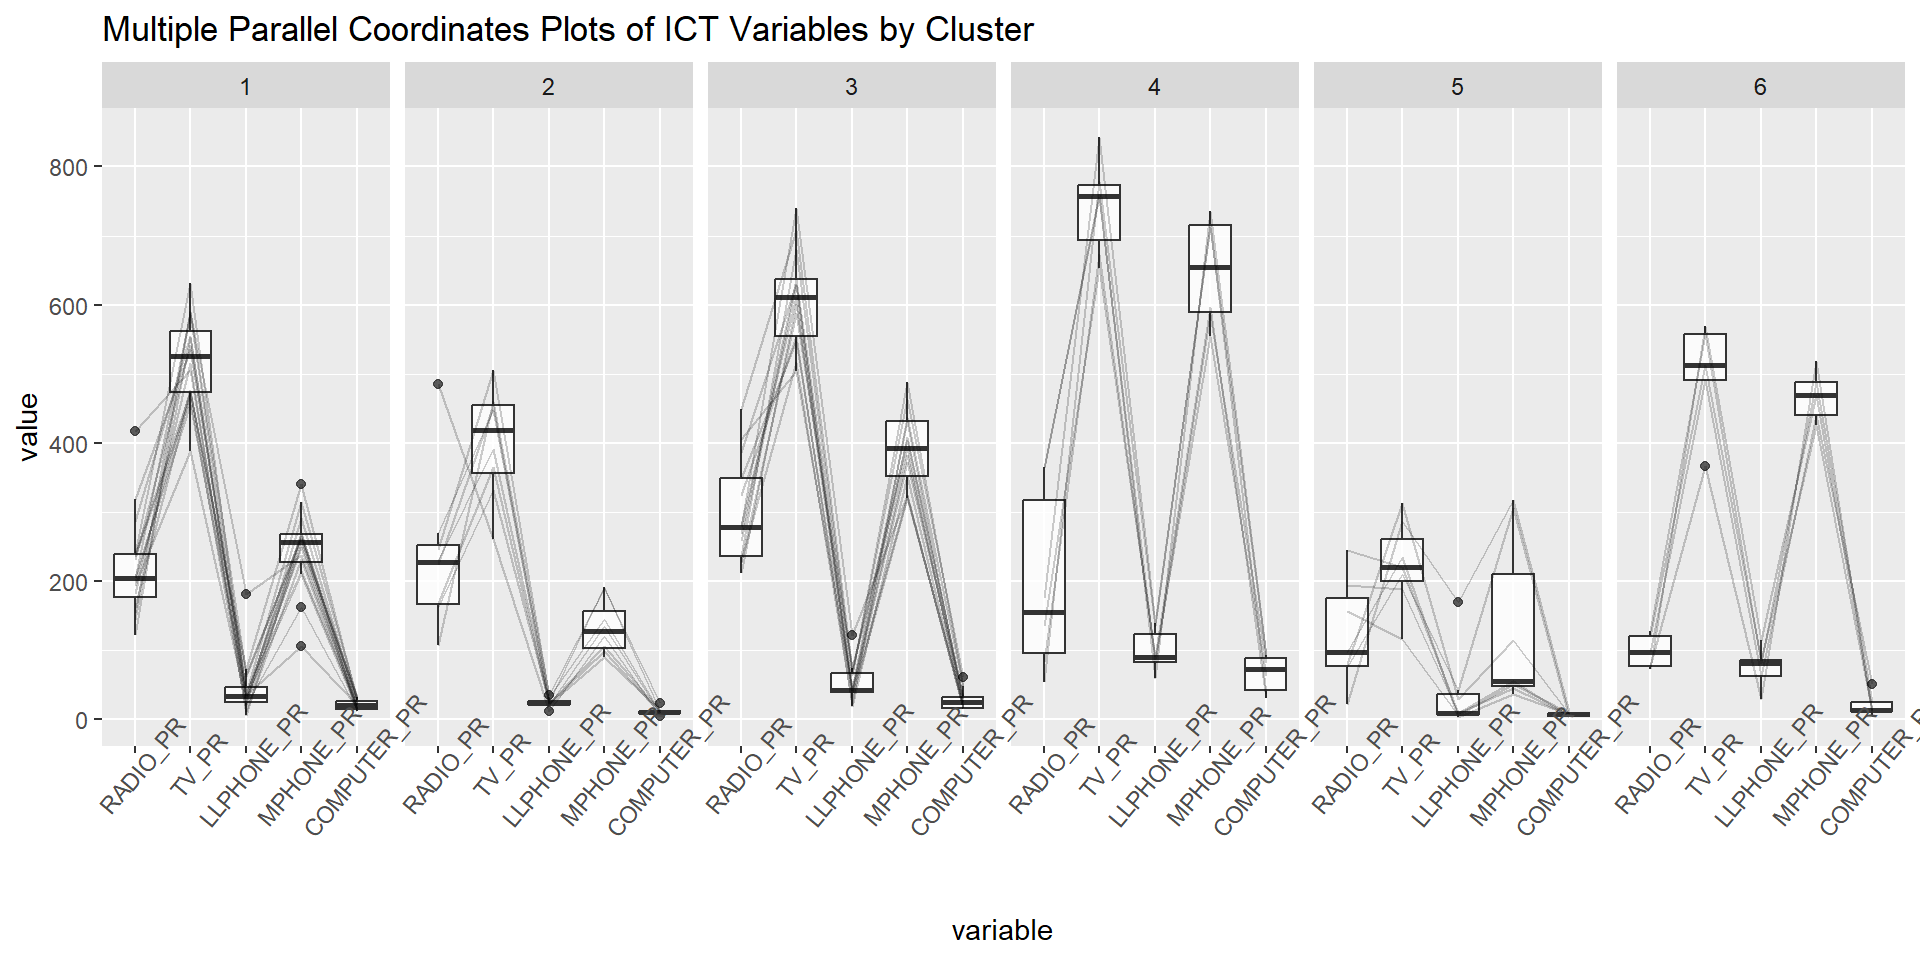 Multiple Parallel Coordinates Plots of ICT Variables by Cluster
1 2 3 4 5 6
800
600
400
200
0
value
RADIO_PR TV_PR LLPHONE_PR MPHONE_PR COMPUTER_PR RADIO_PR TV_PR LLPHONE_PR MPHONE_PR COMPUTER_PR RADIO_PR TV_PR LLPHONE_PR MPHONE_PR COMPUTER_PR RADIO_PR TV_PR LLPHONE_PR MPHONE_PR COMPUTER_PR RADIO_PR TV_PR LLPHONE_PR MPHONE_PR COMPUTER_PR RADIO_PR TV_PR LLPHONE_PR MPHONE_PR
variable